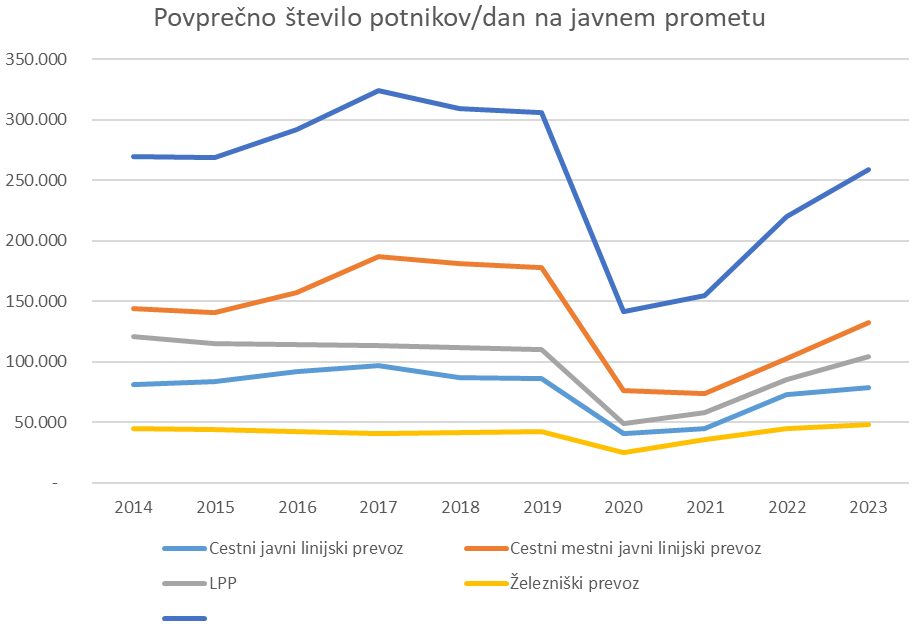 Povprečno število potnikov/dan na javnem prometu
350.000
300.000
250.000
200.000
150.000
100.000
50.000
-
2014 2015 2016 2017 2018 2019 2020 2021 2022 2023
Cestni javni linijski prevoz Cestni mestni javni linijski prevoz
LPP Železniški prevoz